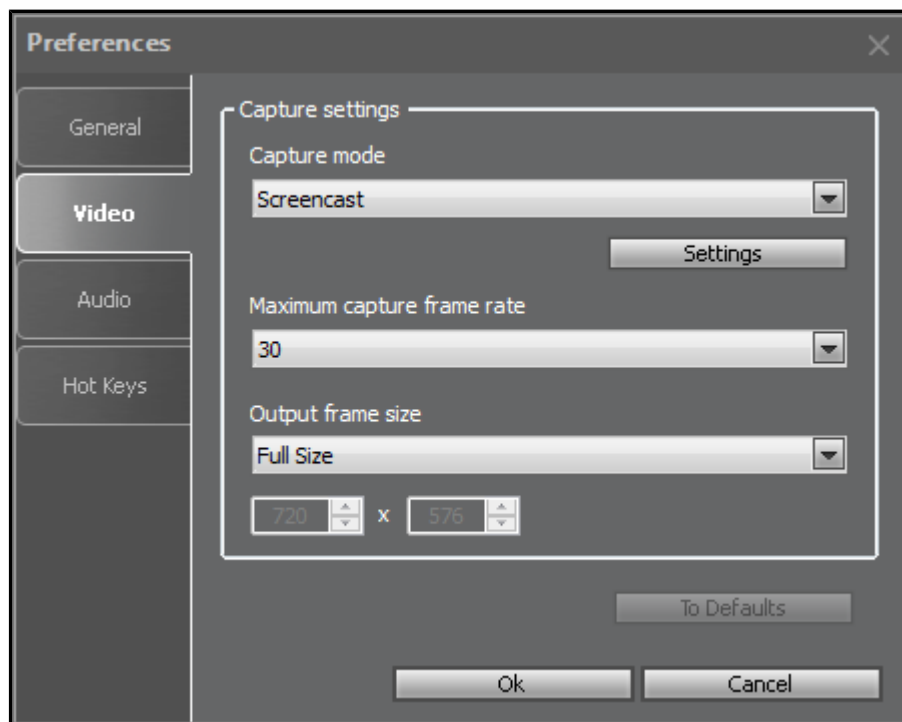 Preferences
General
Video
Audio
Hot Keys
Capture settings
Capture mode
Screencast
Settings
Maximum capture frame rate
30
Output frame size
Full Size
720 x 576
To Defaults
Ok Cancel